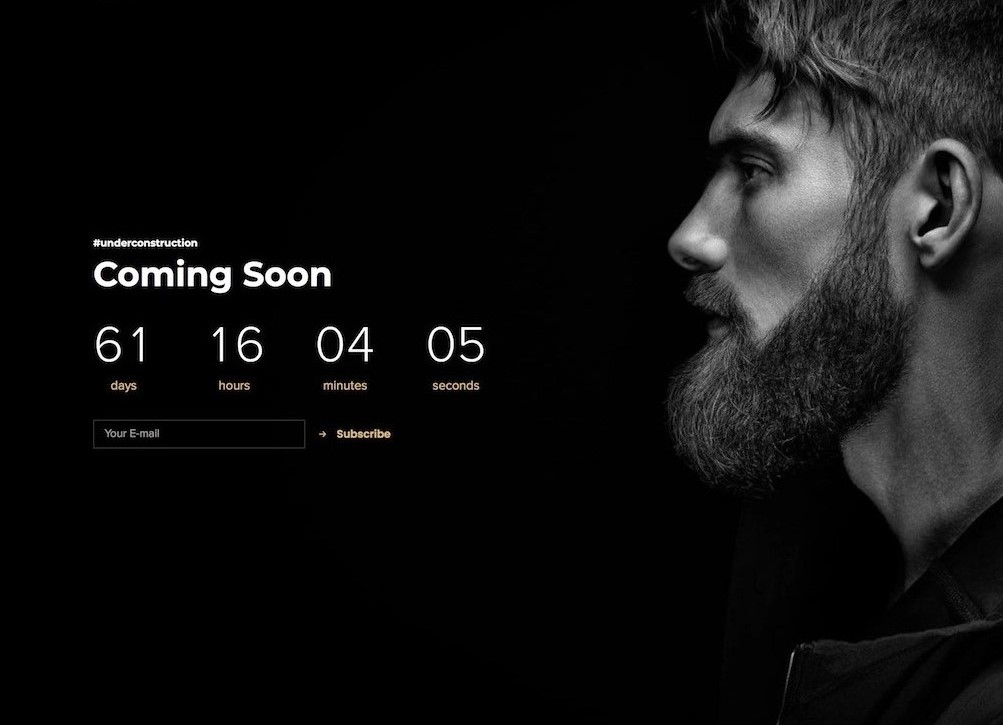 #underconstruction
Coming Soon
61 16 04 05
days hours minutes seconds
Your E-mail → Subscribe